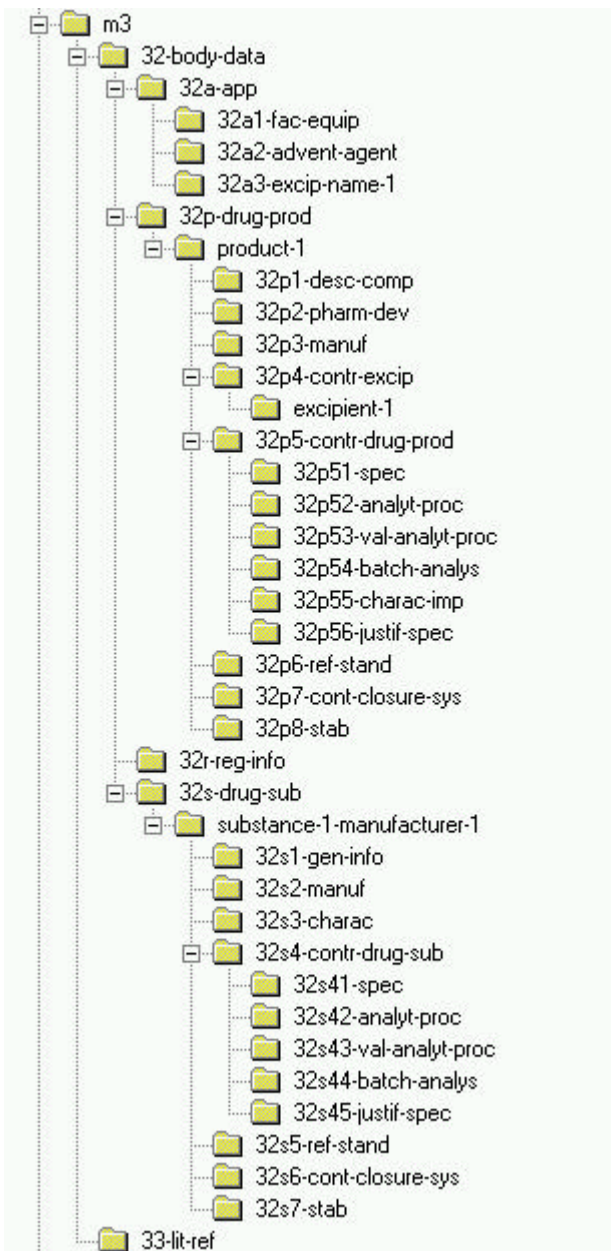 m3
32-body-data
32a-app
32a1-fac-equip
32a2-advent-agent
32a3-excip-name-1
32p-drug-prod
product-1
32p1-desc-comp
32p2-pharm-dev
32p3-manuf
32p4-contr-excip
excipient-1
32p5-contr-drug-prod
32p51-spec
32p52-analyt-proc
32p53-val-analyt-proc
32p54-batch-analys
32p55-charac-imp
32p56-justif-spec
32p6-ref-stand
32p7-cont-closure-sys
32p8-stab
32r-reg-info
32s-drug-sub
substance-1-manufacturer-1
32s1-gen-info
32s2-manuf
32s3-charac
32s4-contr-drug-sub
32s41-spec
32s42-analyt-proc
32s43-val-analyt-proc
32s44-batch-analys
32s45-justif-spec
32s5-ref-stand
32s6-cont-closure-sys
32s7-stab
33-lit-ref